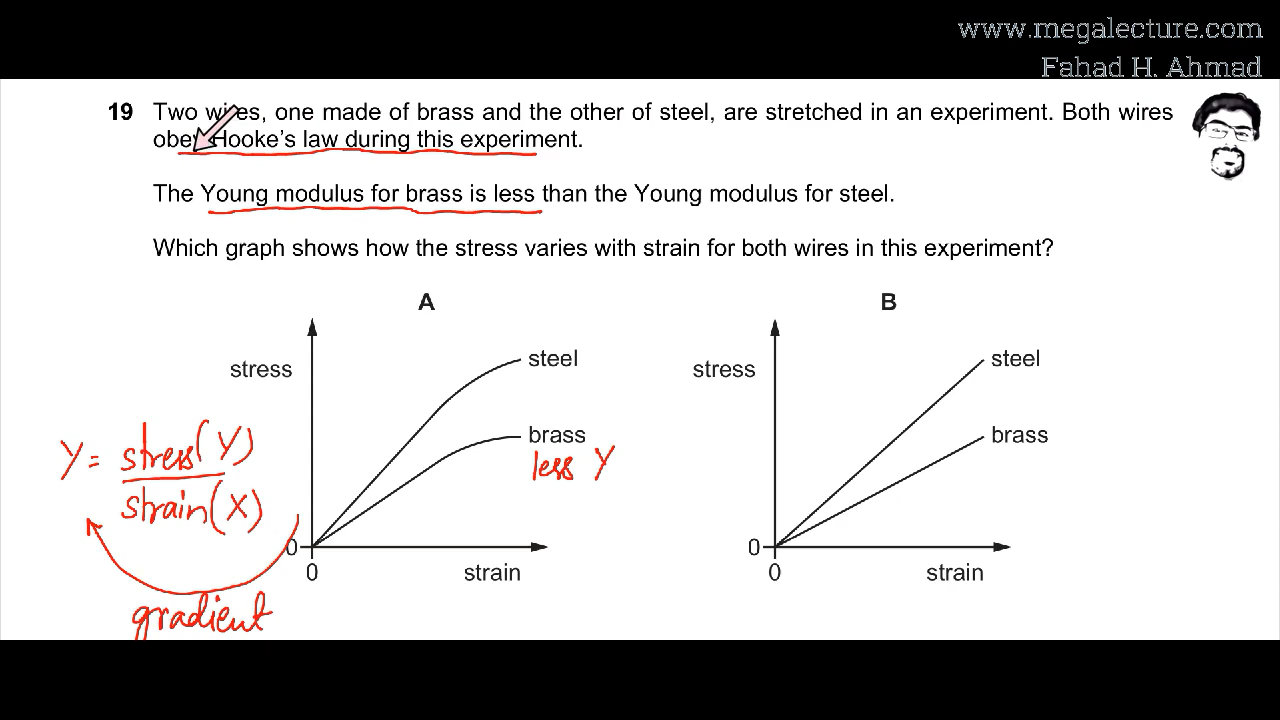 www.megalecture.com
Fahad H. Ahmad
19 Two wires, one made of brass and the other of steel, are stretched in an experiment. Both wires
obey Hooke's law during this experiment.
The Young modulus for brass is less than the Young modulus for steel.
Which graph shows how the stress varies with strain for both wires in this experiment?
A
stress
steel
brass
less Y
0
0
strain
Y = stress (Y)
strain (X)
gradient
B
stress
steel
brass
0
0
strain